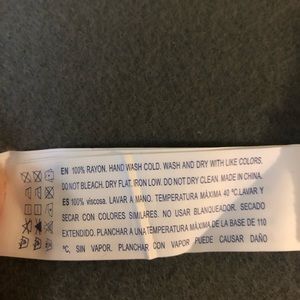 EN 100% RAYON. HAND WASH COLD. WASH AND DRY WITH LIKE COLORS.
DO NOT BLEACH. DRY FLAT. IRON LOW. DO NOT DRY CLEAN. MADE IN CHINA.
ES 100% viscosa. LAVAR A MANO. TEMPERATURA MÁXIMA 40 ºC.LAVAR Y
SECAR CON COLORES SIMILARES. NO USAR BLANQUEADOR. SECADO
EXTENDIDO. PLANCHAR A UNATEMPERATURA MÁXIMA DE LA BASE DE 110
ºC, SIN VAPOR. PLANCHAR CON VAPOR PUEDE CAUSAR DAÑO